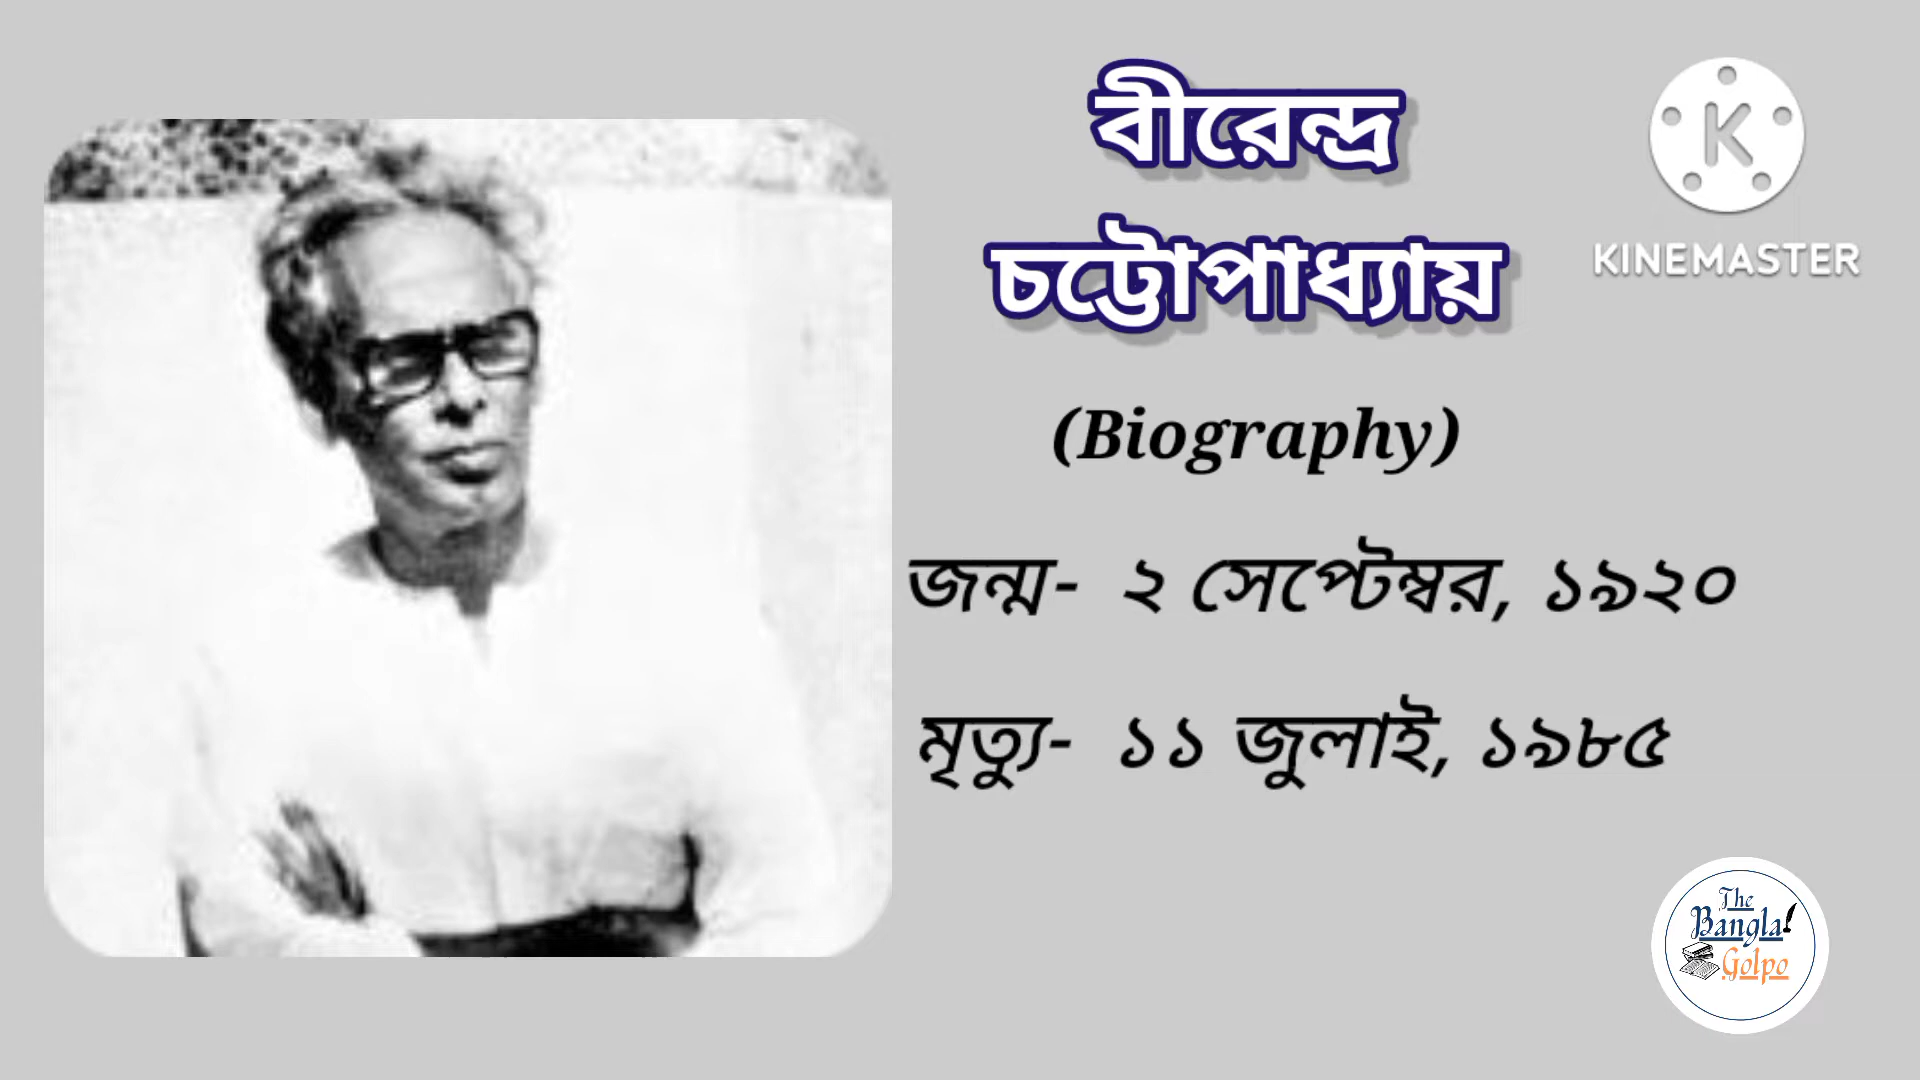 বীরেন্দ্র
চট্টোপাধ্যায়
KINEMASTER
(Biography)
জন্ম- ২ সেপ্টেম্বর, ১৯২০
মৃত্যু- ১১ জুলাই, ১৯৮৫
The
Bangla
Golpo